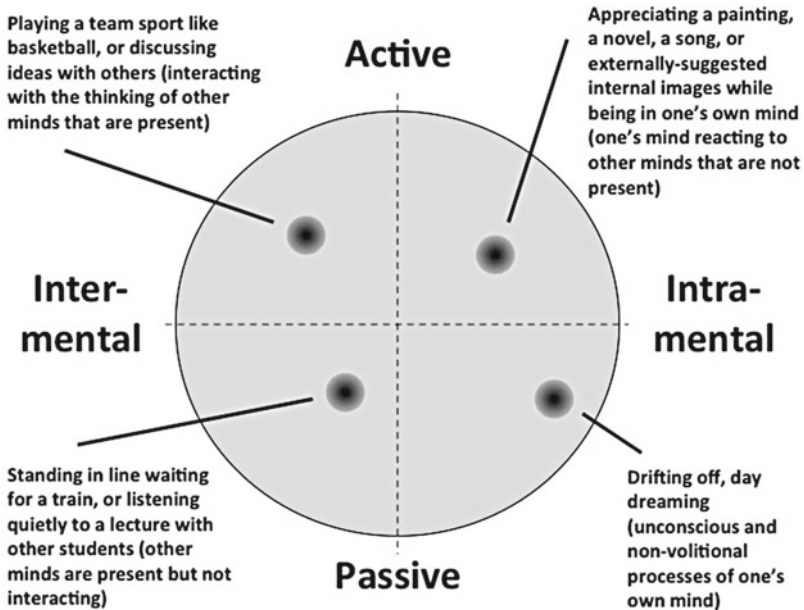 Playing a team sport like
basketball, or discussing
ideas with others (interacting
with the thinking of other
minds that are present)
Active
Appreciating a painting,
a novel, a song, or
externally-suggested
internal images while
being in one's own mind
(one's mind reacting to
other minds that are not
present)
Inter-
mental
Intra-
mental
Standing in line waiting
for a train, or listening
quietly to a lecture with
other students (other
minds are present but not
interacting)
Passive
Drifting off, day
dreaming
(unconscious and
non-volitional
processes of one's
own mind)